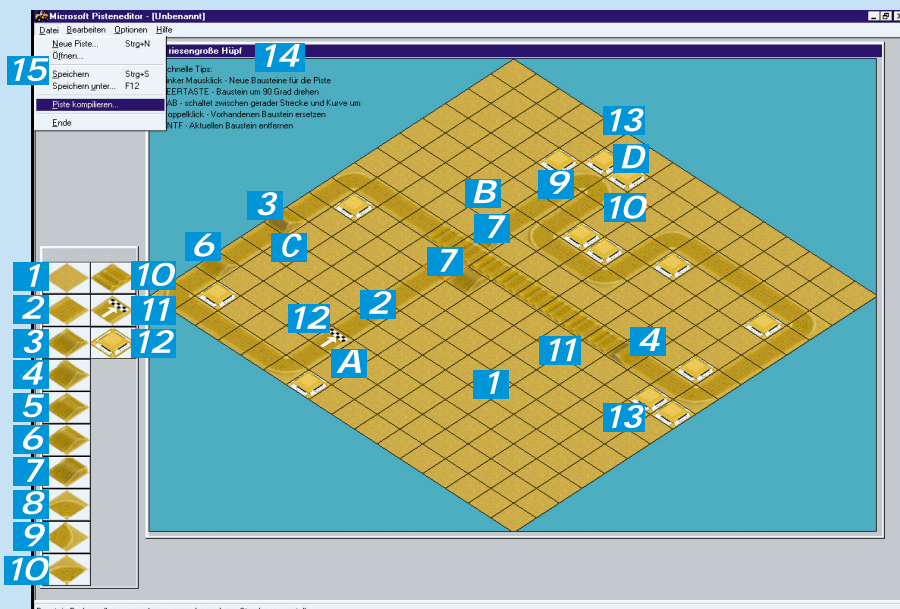 Microsoft Pisteneditor - [Unbenannt]
Datei Bearbeiten Optionen Hilfe
Neue Piste... Strg+N
Öffnen...
Speichern Strg+S
Speichern unter... F12
Piste kompilieren...
Ende
15
riesengroße Hüpf
14
chnelle Tips:
inker Mausklick - Neue Bausteine für die Piste
EERTASTE - Baustein um 90 Grad drehen
AB - schaltet zwischen gerader Strecke und Kurve um
oppelklick - Vorhandenen Baustein ersetzen
NTF - Aktuellen Baustein entfernen
13
D
9
B
10
3
7
6
C
7
2
12
4
11
A
1
13
1 10
2 11
3 12
4
5
6
7
8
9
10